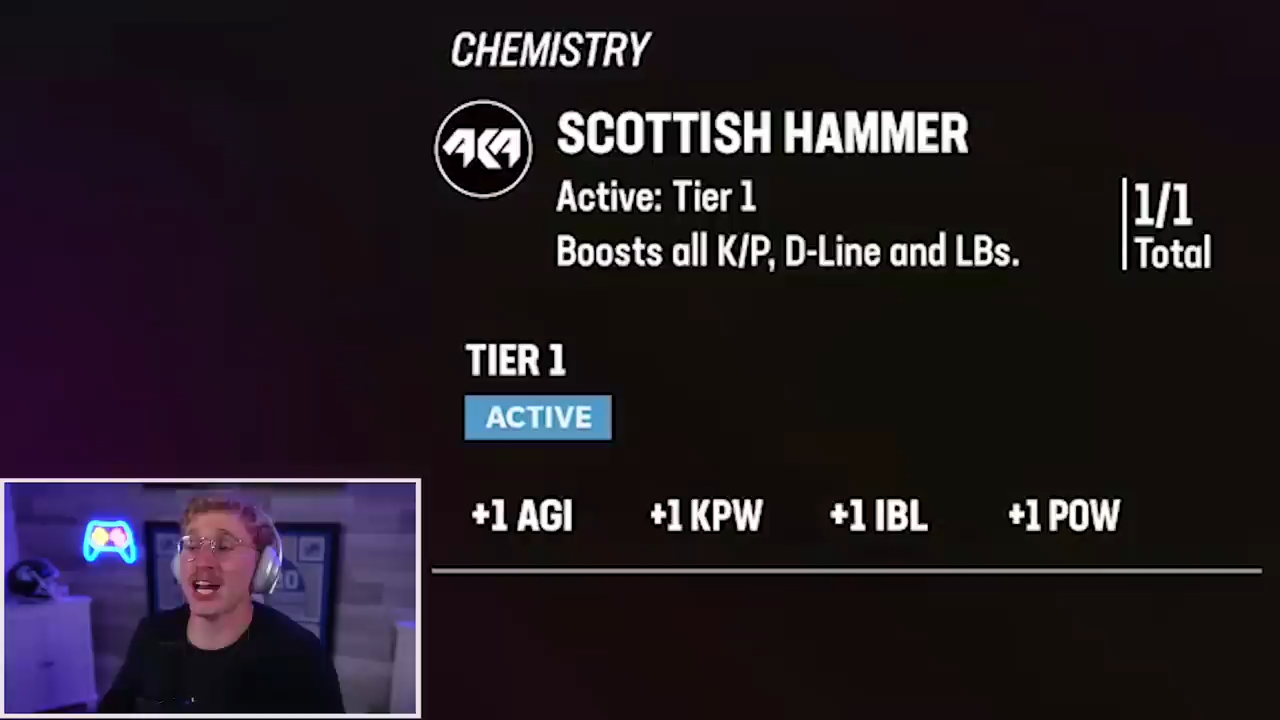 CHEMISTRY
AKA
SCOTTISH HAMMER
Active: Tier 1
Boosts all K/P, D-Line and LBs.
1/1
Total
TIER 1
ACTIVE
+1 AGI +1 KPW +1 IBL +1 POW